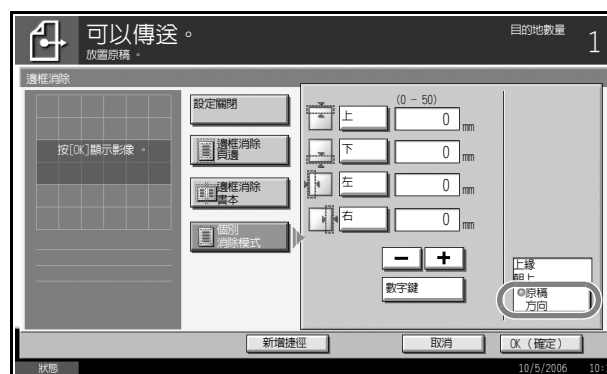 可以傳送。
放置原稿。
目的地數量
1
邊框消除
按[OK]顯示影像。
設定關閉
邊框消除
頁邊
邊框消除
書本
個別
消除模式
(0 - 50)
上 0 mm
下 0 mm
左 0 mm
右 0 mm
− +
數字鍵
上緣
朝上
原稿
方向
新增捷徑
取消
OK (確定)
狀態
10/5/2006 10: